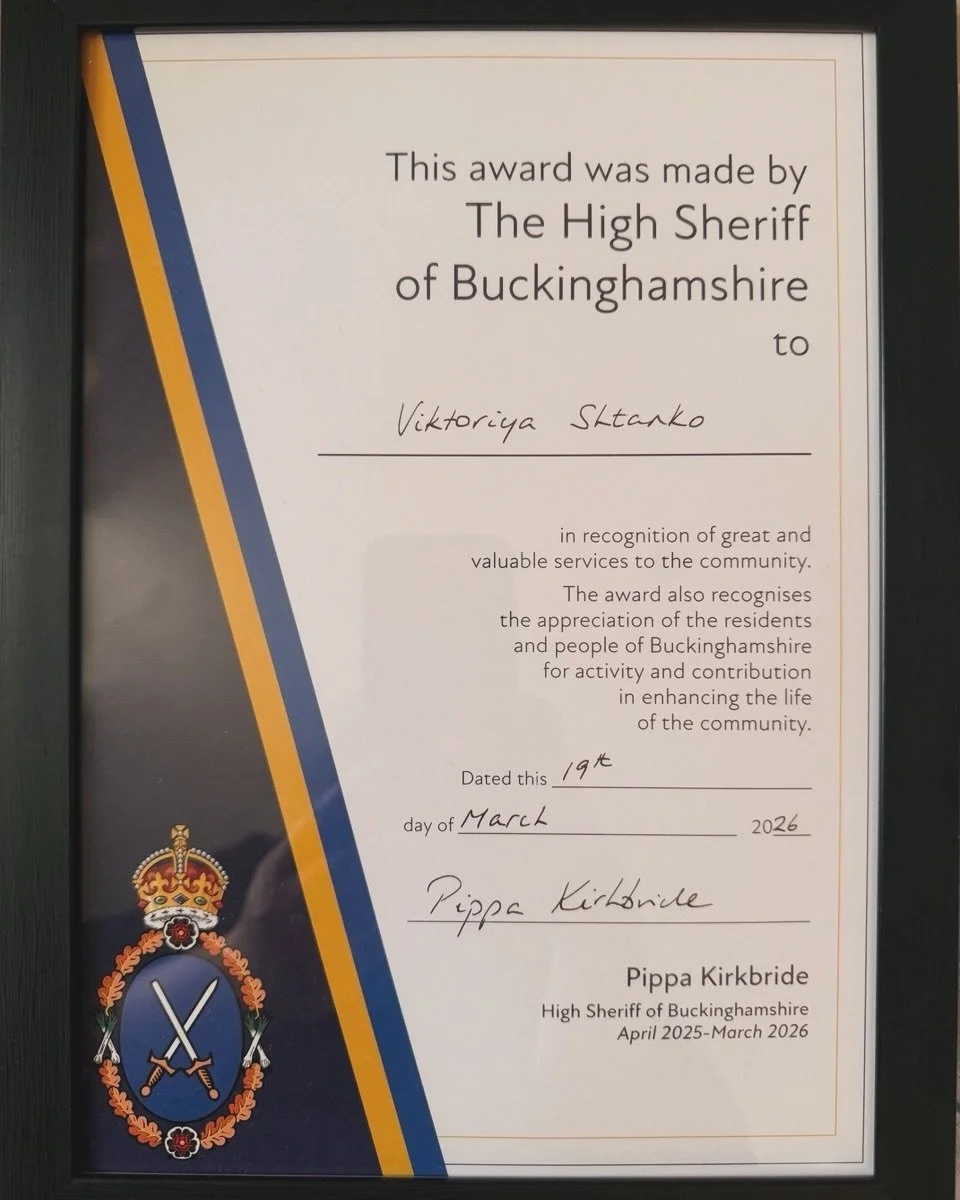 This award was made by
The High Sheriff
of Buckinghamshire
to
Viktoriya Shtanko
in recognition of great and
valuable services to the community.
The award also recognises
the appreciation of the residents
and people of Buckinghamshire
for activity and contribution
in enhancing the life
of the community.
Dated this 19th
day of March 2026
Pippa Kirkbride
Pippa Kirkbride
High Sheriff of Buckinghamshire
April 2025-March 2026